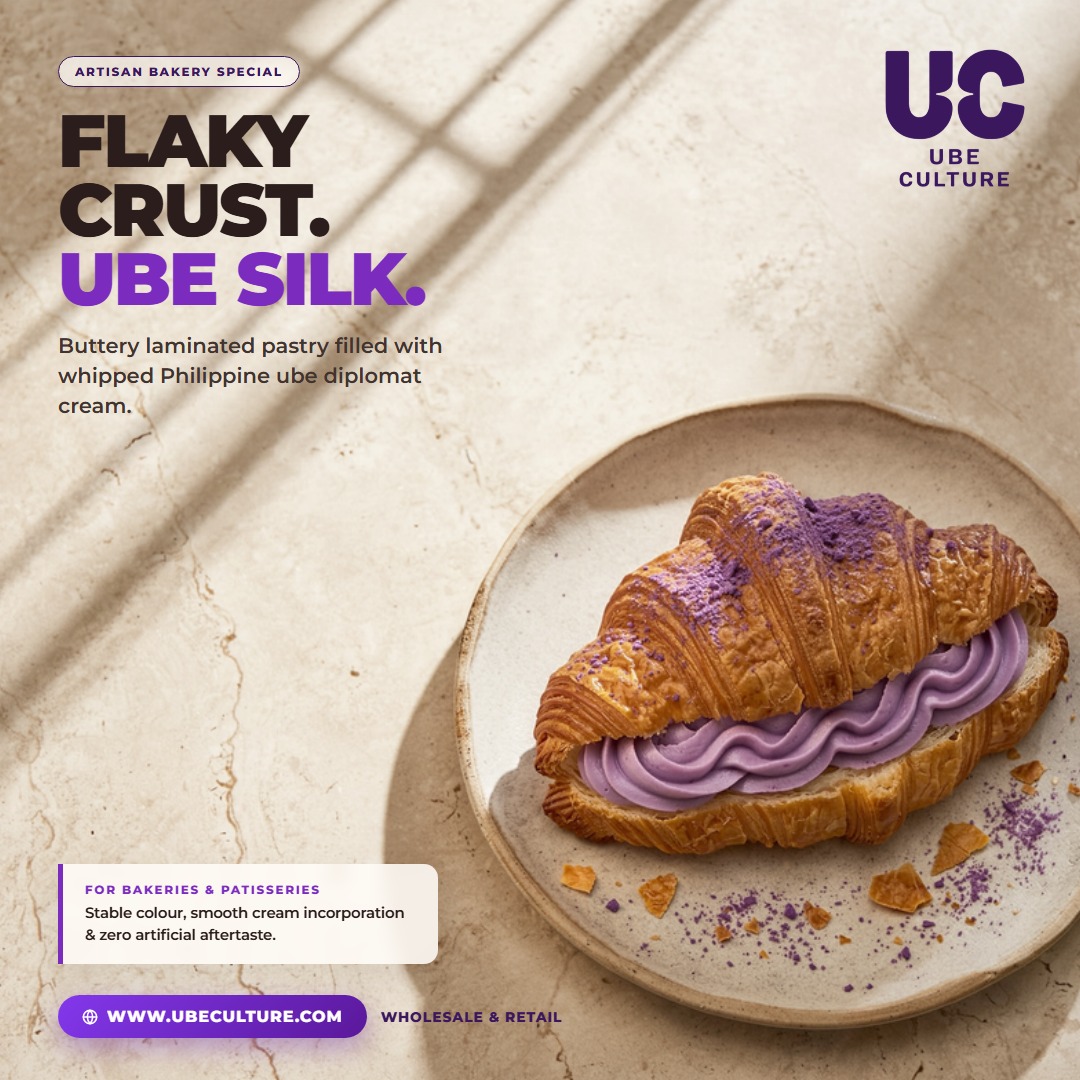 ARTISAN BAKERY SPECIAL
FLAKY
CRUST.
UBE SILK.
Buttery laminated pastry filled with
whipped Philippine ube diplomat
cream.
UC
UBE
CULTURE
FOR BAKERIES & PATISSERIES
Stable colour, smooth cream incorporation
& zero artificial aftertaste.
WWW.UBECULTURE.COM
WHOLESALE & RETAIL